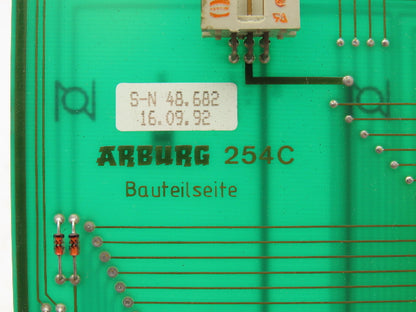 S-N 48.682
16.09.92
ARBURG 254C
Bauteilseite